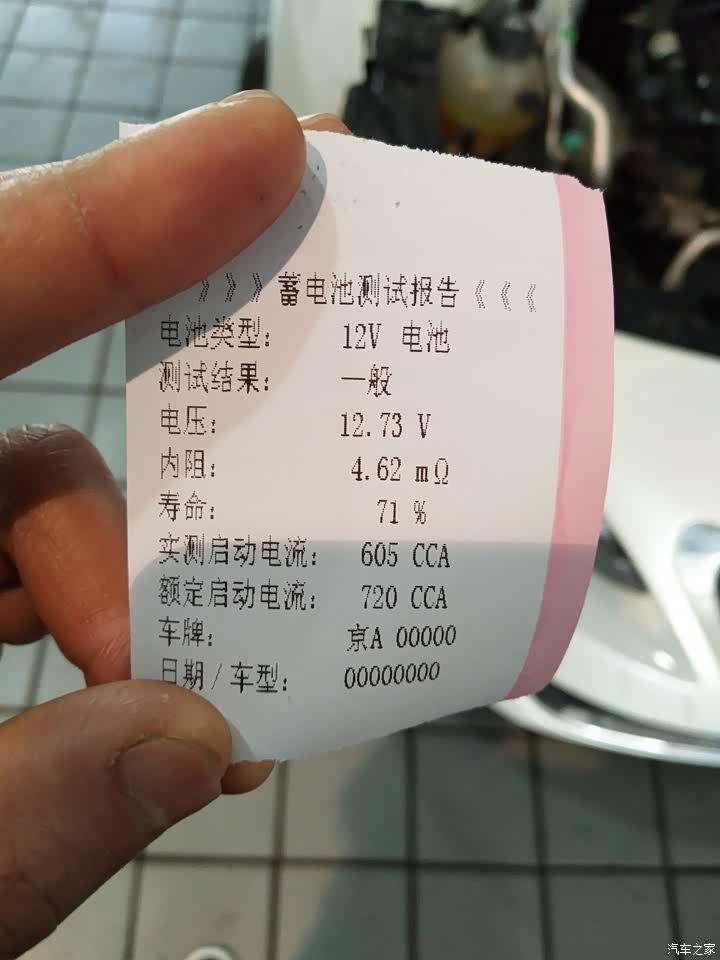 》》》蓄电池测试报告《《《
电池类型： 12V 电池
测试结果： 一般
电压： 12.73 V
内阻： 4.62 mΩ
寿命： 71 %
实测启动电流： 605 CCA
额定启动电流： 720 CCA
车牌： 京A 00000
日期/车型： 00000000
汽车之家